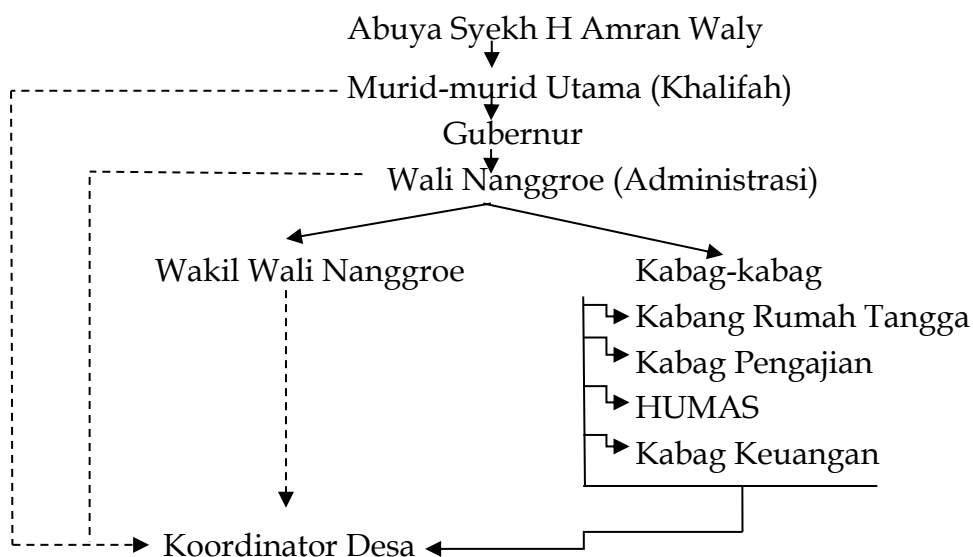 Abuya Syekh H Amran Waly
Murid-murid Utama (Khalifah)
Gubernur
Wali Nanggroe (Administrasi)
Wakil Wali Nanggroe
Kabag-kabag
Kabang Rumah Tangga
Kabag Pengajian
HUMAS
Kabag Keuangan
Koordinator Desa